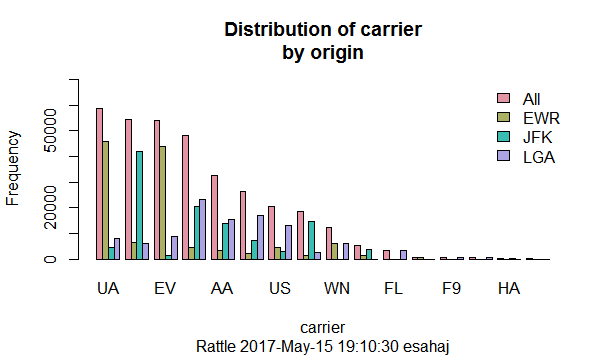 Distribution of carrier
by origin
All
EWR
JFK
LGA
Frequency
50000
20000
0
UA EV AA US WN FL F9 HA
carrier
Rattle 2017-May-15 19:10:30 esahaj